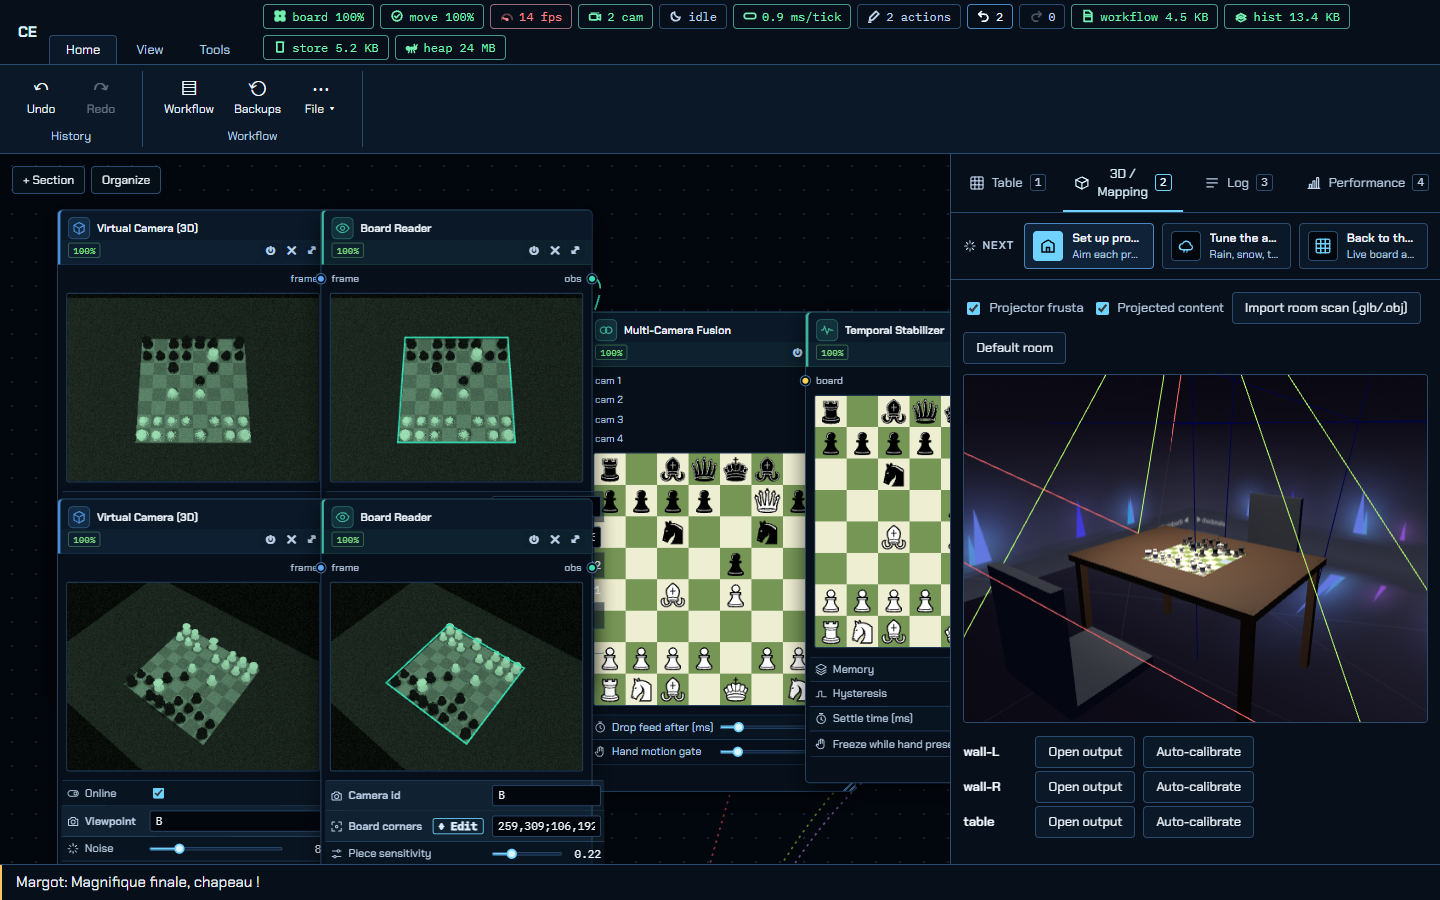 CE
Home
View
Tools
board 100%
move 100%
14 fps
2 cam
idle
0.9 ms/tick
2 actions
2
0
workflow 4.5 KB
hist 13.4 KB
store 5.2 KB
heap 24 MB
Undo
Redo
History
Workflow
Backups
File
Workflow
+ Section
Organize
Virtual Camera (3D)
100%
frame
Board Reader
100%
frame
obs
Multi-Camera Fusion
100%
cam 1
cam 2
cam 3
cam 4
Drop feed after (ms)
Hand motion gate
Temporal Stabilizer
100%
board
Memory
Hysteresis
Settle time (ms)
Freeze while hand prese
Virtual Camera (3D)
100%
frame
Online
Viewpoint
B
Noise
8
Board Reader
100%
frame
obs
Camera id
B
Board corners
Edit
259,309;106,192
Piece sensitivity
0.22
Table 1
3D / Mapping 2
Log 3
Performance 4
NEXT
Set up pro...
Aim each pr...
Tune the a...
Rain, snow, t...
Back to th...
Live board a...
Projector frusta
Projected content
Import room scan (.glb/.obj)
Default room
wall-L
Open output
Auto-calibrate
wall-R
Open output
Auto-calibrate
table
Open output
Auto-calibrate
Margot: Magnifique finale, chapeau !